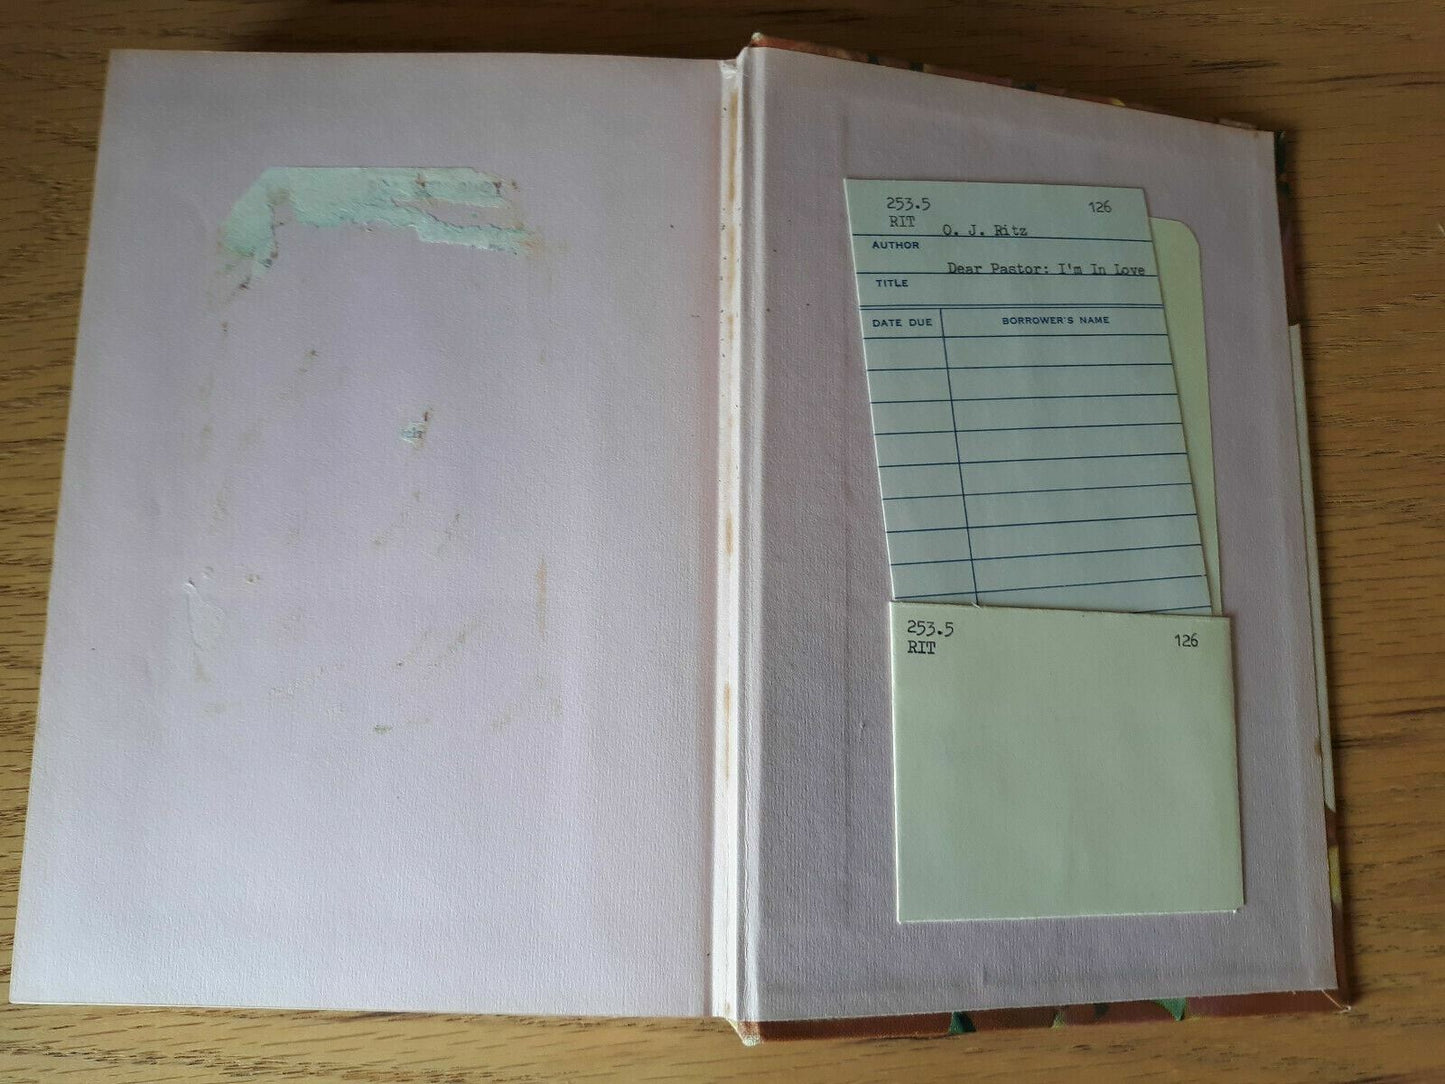 253.5 126
RIT O. J. Ritz
AUTHOR
Dear Pastor: I'm In Love
TITLE
DATE DUE BORROWER'S NAME
253.5 126
RIT